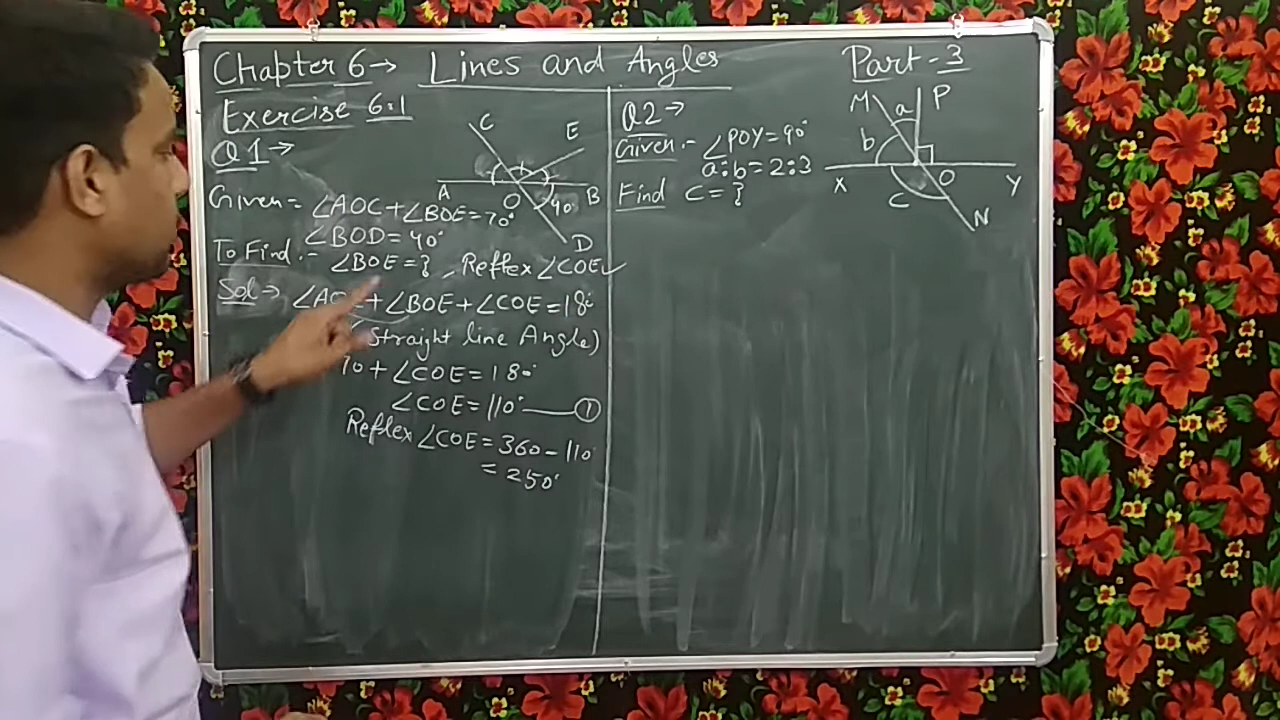 Chapter 6→ Lines and Angles
Part-3
Exercise 6.1
Q1→
C
E
A
O
B
40°
D
Given:- ∠AOC+∠BOE=70°
∠BOD=40°
To Find:- ∠BOE=? , Reflex ∠COE✓
Sol→ ∠AOC+∠BOE+∠COE=18°
(Straight line Angle)
70+∠COE=180°
∠COE=110° ①
Reflex ∠COE=360-110°
=250°
Q2→
Given:- ∠POY=90°
a:b=2:3
Find c=?
M
a
P
b
X
O
Y
c
N